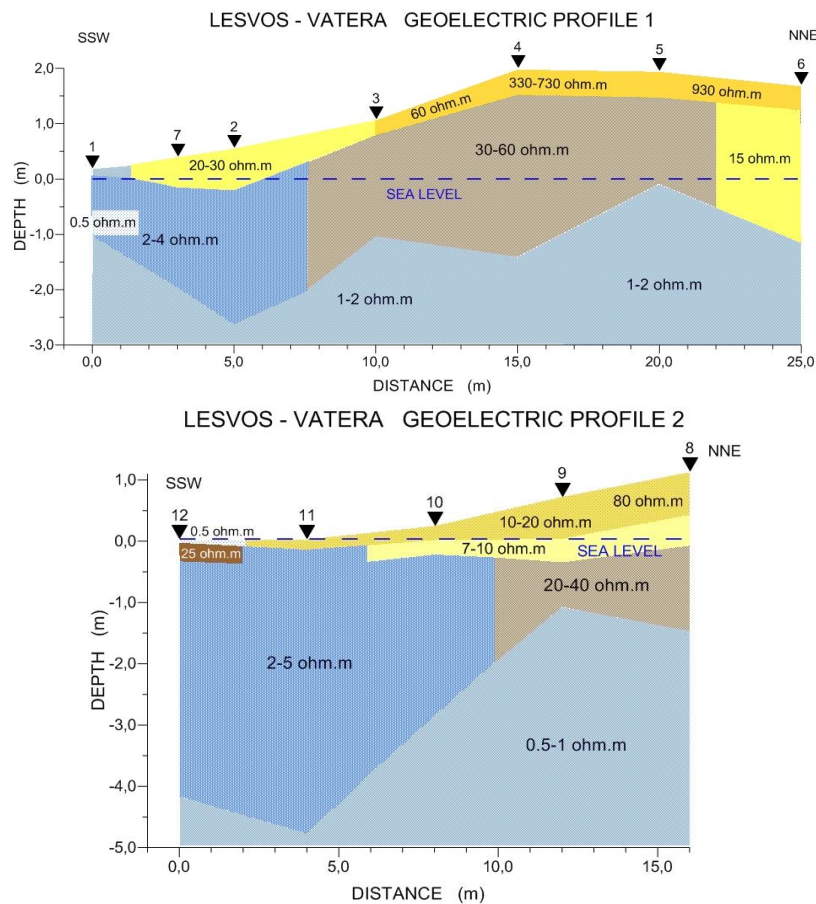 LESVOS - VATERA GEOELECTRIC PROFILE 1
SSW
NNE
4
5
6
3
7
2
1
2,0
1,0
0,0
-1,0
-2,0
-3,0
DEPTH (m)
330-730 ohm.m
930 ohm.m
60 ohm.m
30-60 ohm.m
15 ohm.m
20-30 ohm.m
SEA LEVEL
0.5 ohm.m
2-4 ohm.m
1-2 ohm.m
1-2 ohm.m
0,0
5,0
10,0
15,0
20,0
25,0
DISTANCE (m)
LESVOS - VATERA GEOELECTRIC PROFILE 2
SSW
NNE
8
9
10
11
12
1,0
0,0
-1,0
-2,0
-3,0
-4,0
-5,0
DEPTH (m)
80 ohm.m
10-20 ohm.m
0.5 ohm.m
7-10 ohm.m
SEA LEVEL
25 ohm.m
20-40 ohm.m
2-5 ohm.m
0.5-1 ohm.m
0,0
5,0
10,0
15,0
DISTANCE (m)